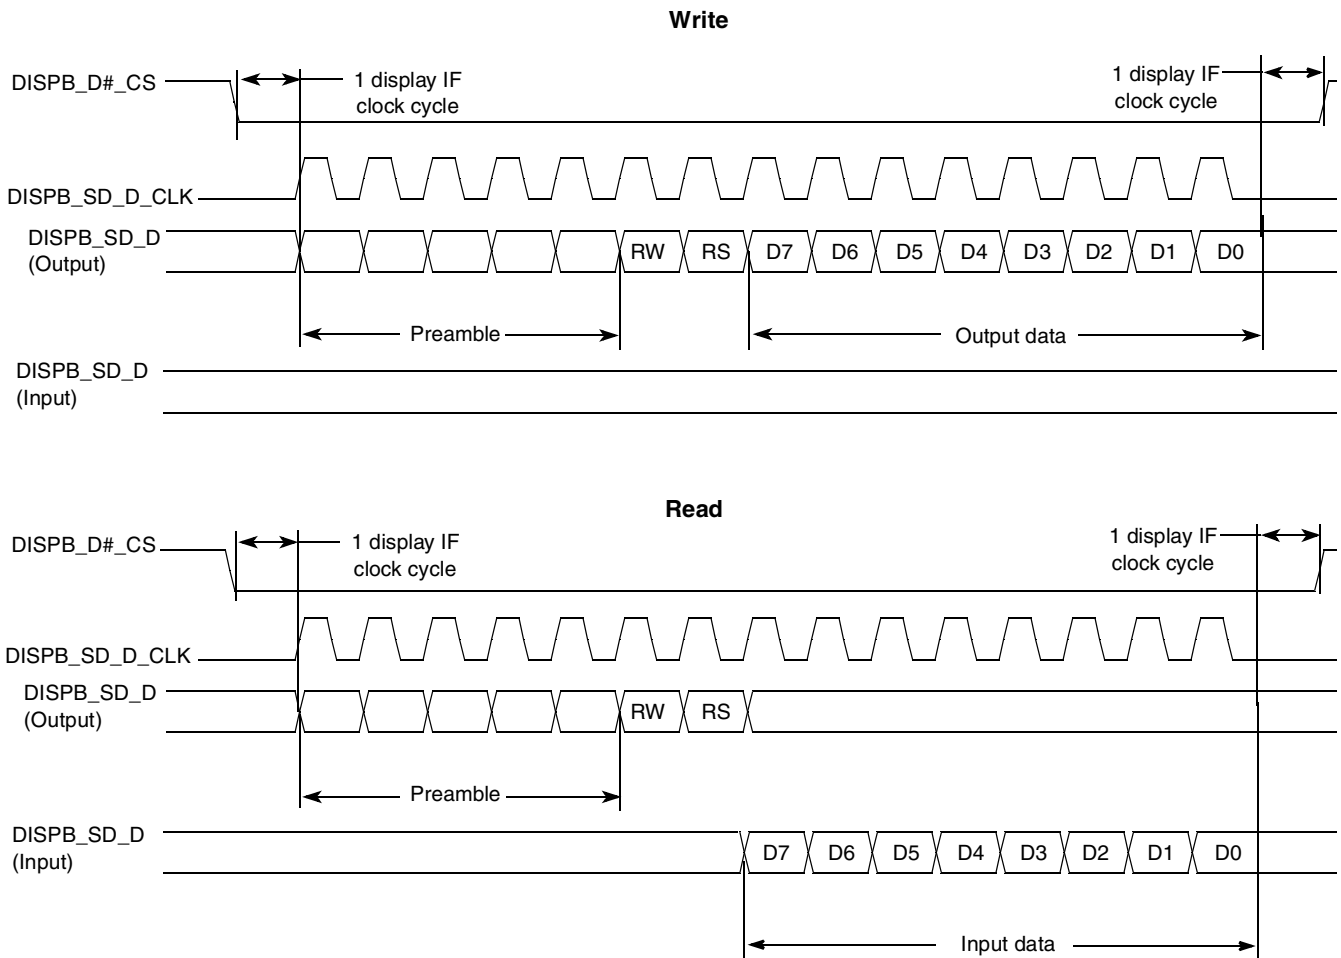 Write
DISPB_D#_CS
1 display IF
clock cycle
1 display IF
clock cycle
DISPB_SD_D_CLK
DISPB_SD_D
(Output)
RW RS D7 D6 D5 D4 D3 D2 D1 D0
Preamble
Output data
DISPB_SD_D
(Input)
Read
DISPB_D#_CS
1 display IF
clock cycle
1 display IF
clock cycle
DISPB_SD_D_CLK
DISPB_SD_D
(Output)
RW RS
Preamble
DISPB_SD_D
(Input)
D7 D6 D5 D4 D3 D2 D1 D0
Input data